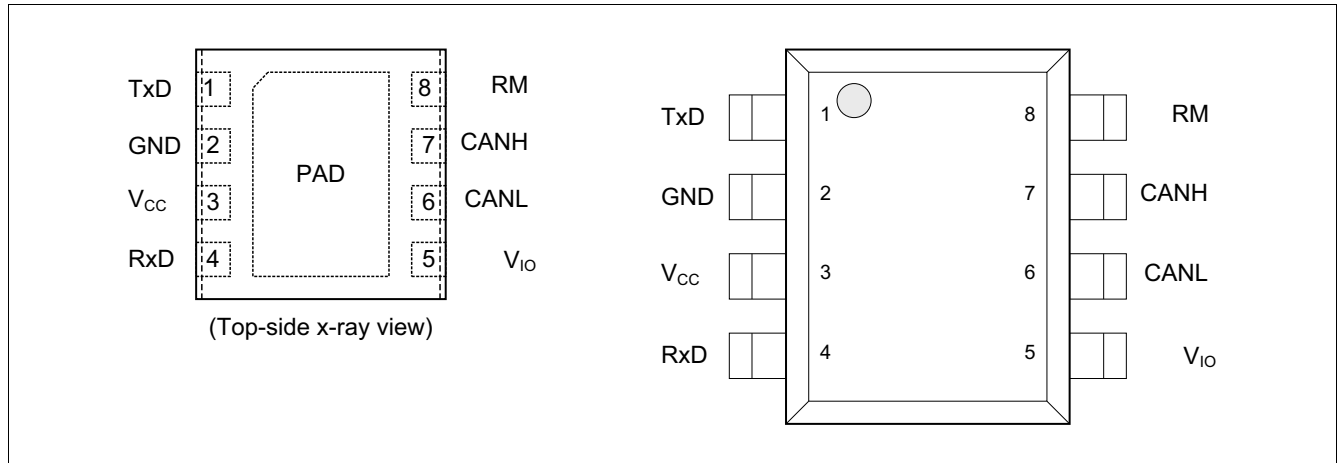 TxD 1 8 RM
GND 2 7 CANH
PAD
VCC 3 6 CANL
RxD 4 5 VIO
(Top-side x-ray view)
TxD 1 8 RM
GND 2 7 CANH
VCC 3 6 CANL
RxD 4 5 VIO